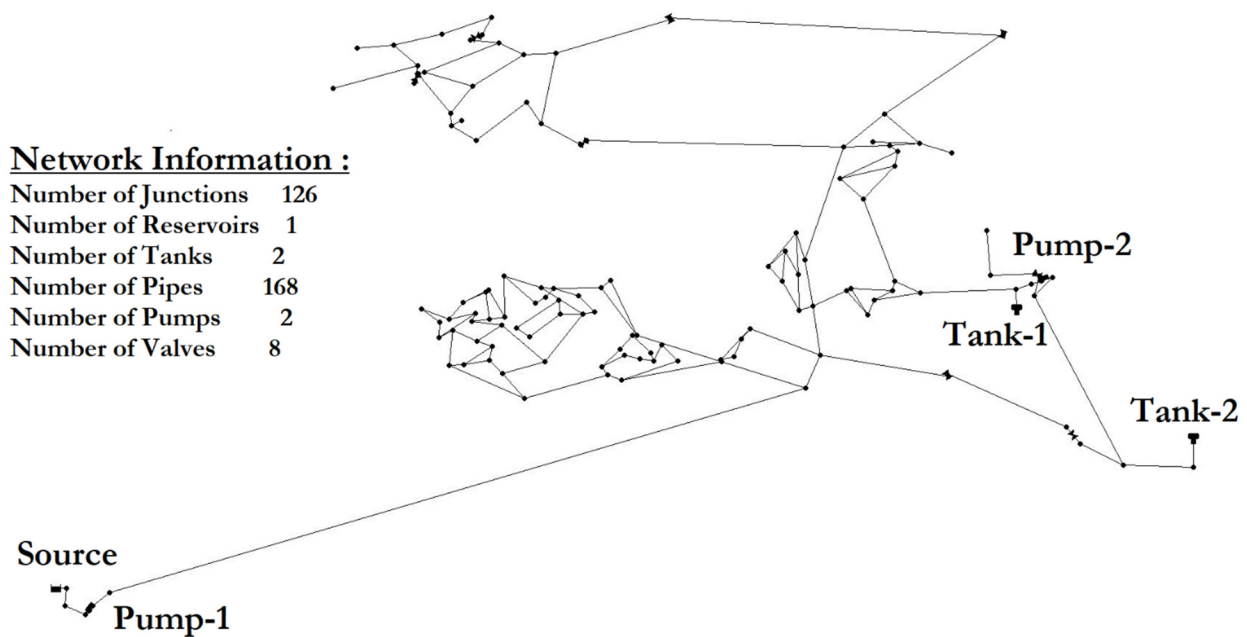 Network Information :
Number of Junctions 126
Number of Reservoirs 1
Number of Tanks 2
Number of Pipes 168
Number of Pumps 2
Number of Valves 8
Pump-2
Tank-1
Tank-2
Source
Pump-1